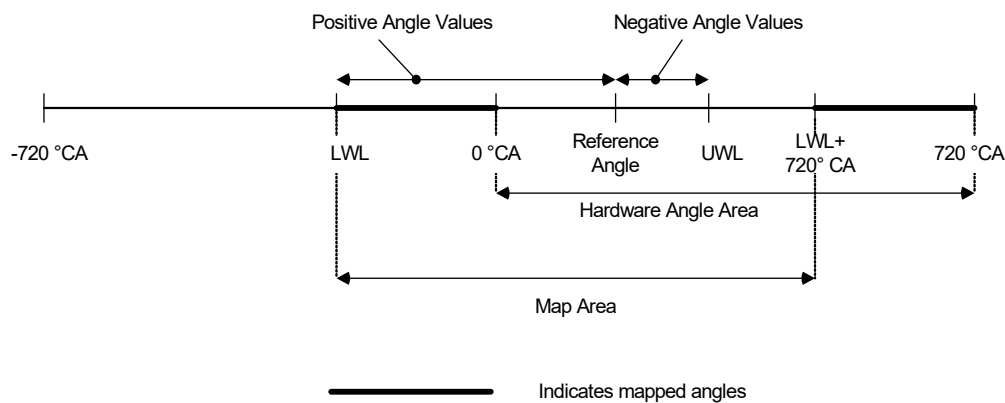 Positive Angle Values
Negative Angle Values
-720 °CA
LWL
0 °CA
Reference
Angle
UWL
LWL+
720° CA
720 °CA
Hardware Angle Area
Map Area
Indicates mapped angles